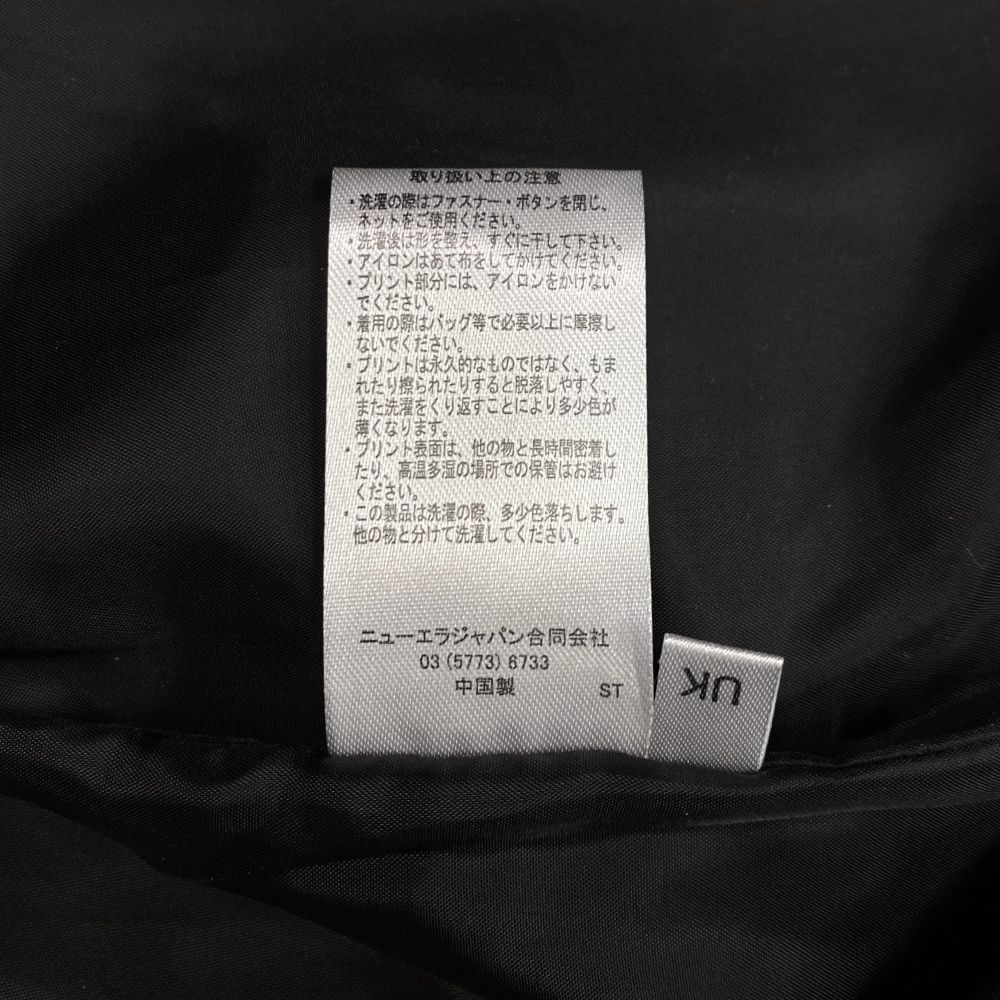 取り扱い上の注意
・洗濯の際はファスナー・ボタンを閉じ、
ネットをご使用ください。
・洗濯後は形を整え、すぐに干して下さい。
・アイロンはあて布をしてかけてください。
・プリント部分には、アイロンをかけない
でください。
・着用の際はバッグ等で必要以上に摩擦し
ないでください。
・プリントは永久的なものではなく、もま
れたり擦られたりすると脱落しやすく、
また洗濯をくり返すことにより多少色が
薄くなります。
・プリント表面は、他の物と長時間密着し
たり、高温多湿の場所での保管はお避け
ください。
・この製品は洗濯の際、多少色落ちします。
他の物と分けて洗濯してください。
ニューエラジャパン合同会社
03 (5773) 6733
中国製
ST
UK